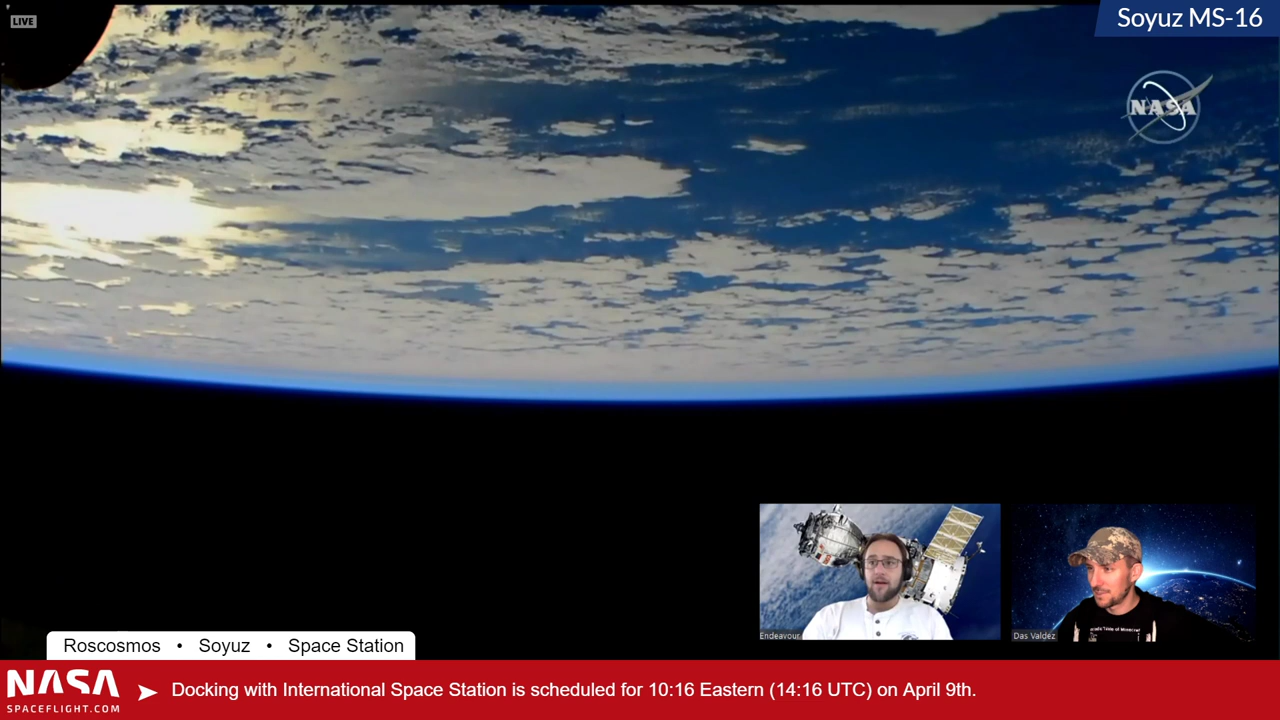 LIVE
Soyuz MS-16
NASA
Endeavour
Das Valdez
Roscosmos • Soyuz • Space Station
NASA
SPACEFLIGHT.COM
Docking with International Space Station is scheduled for 10:16 Eastern (14:16 UTC) on April 9th.